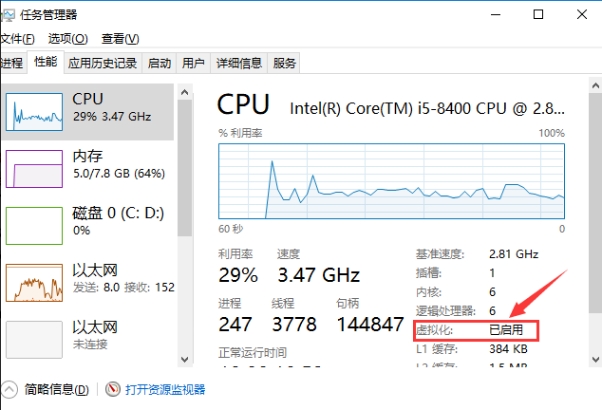 任务管理器
文件(F) 选项(O) 查看(V)
进程 性能 应用历史记录 启动 用户 详细信息 服务
CPU
29% 3.47 GHz
内存
5.0/7.8 GB (64%)
磁盘 0 (C: D:)
0%
以太网
发送: 8.0 接收: 152
以太网
未连接
CPU Intel(R) Core(TM) i5-8400 CPU @ 2.8...
% 利用率 100%
60 秒 0
利用率 速度
29% 3.47 GHz
进程 线程 句柄
247 3778 144847
正常运行时间
基准速度: 2.81 GHz
插槽: 1
内核: 6
逻辑处理器: 6
虚拟化: 已启用
L1 缓存: 384 KB
L2 缓存: 1.5 MB
简略信息(D) 打开资源监视器